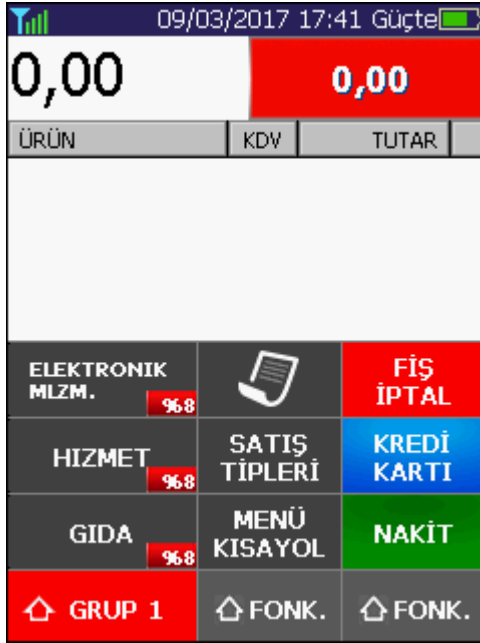 09/03/2017 17:41 Güçte
0,00
0,00
ÜRÜN KDV TUTAR
ELEKTRONIK
MLZM.
%8
FİŞ
İPTAL
HIZMET
%8
SATIŞ
TİPLERİ
KREDİ
KARTI
GIDA
%8
MENÜ
KISAYOL
NAKİT
GRUP 1
FONK.
FONK.